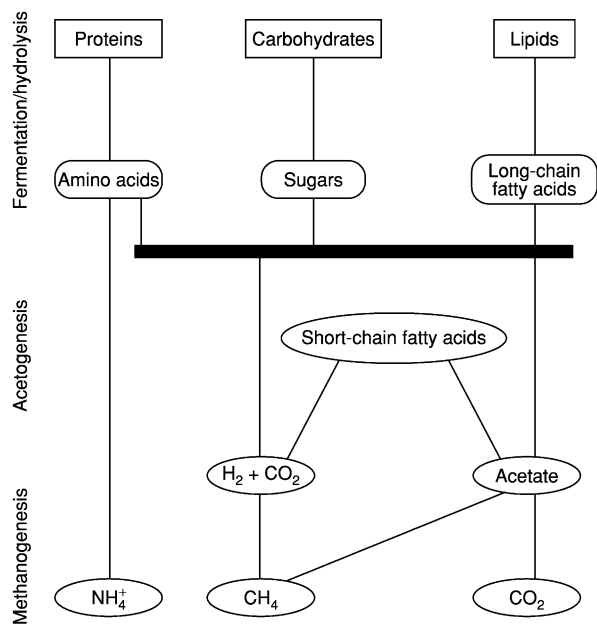 Fermentation/hydrolysis
Proteins
Carbohydrates
Lipids
Amino acids
Sugars
Long-chain
fatty acids
Acetogenesis
Short-chain fatty acids
H₂ + CO₂
Acetate
Methanogenesis
NH₄⁺
CH₄
CO₂